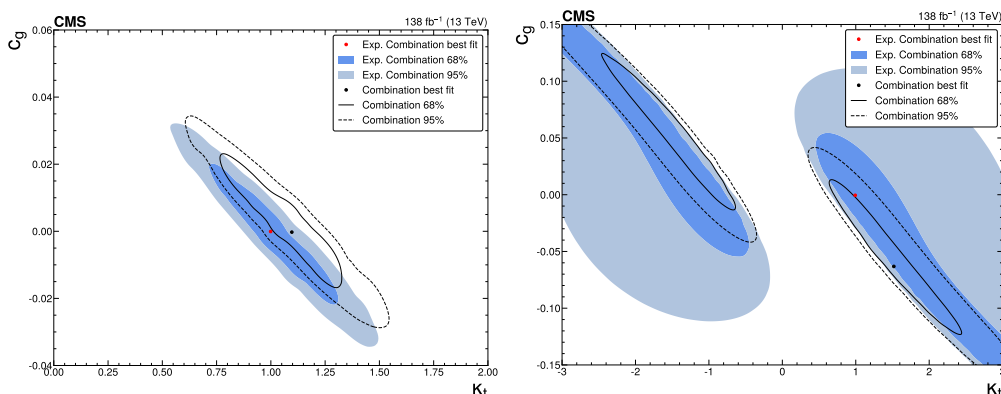 CMS
138 fb⁻¹ (13 TeV)
Cg
0.06
0.04
0.02
0.00
-0.02
-0.04
Exp. Combination best fit
Exp. Combination 68%
Exp. Combination 95%
Combination best fit
Combination 68%
Combination 95%
0.00 0.25 0.50 0.75 1.00 1.25 1.50 1.75 2.00
κt
CMS
138 fb⁻¹ (13 TeV)
Cg
0.15
0.10
0.05
0.00
-0.05
-0.10
-0.15
Exp. Combination best fit
Exp. Combination 68%
Exp. Combination 95%
Combination best fit
Combination 68%
Combination 95%
-3 -2 -1 0 1 2 3
κt